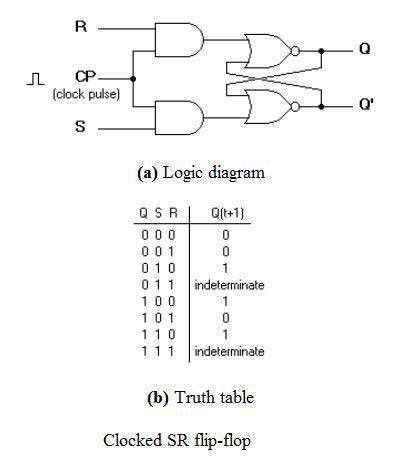 R
Q
CP
(clock pulse)
Q'
S
(a) Logic diagram
Q S R Q(t+1)
0 0 0 0
0 0 1 0
0 1 0 1
0 1 1 indeterminate
1 0 0 1
1 0 1 0
1 1 0 1
1 1 1 indeterminate
(b) Truth table
Clocked SR flip-flop